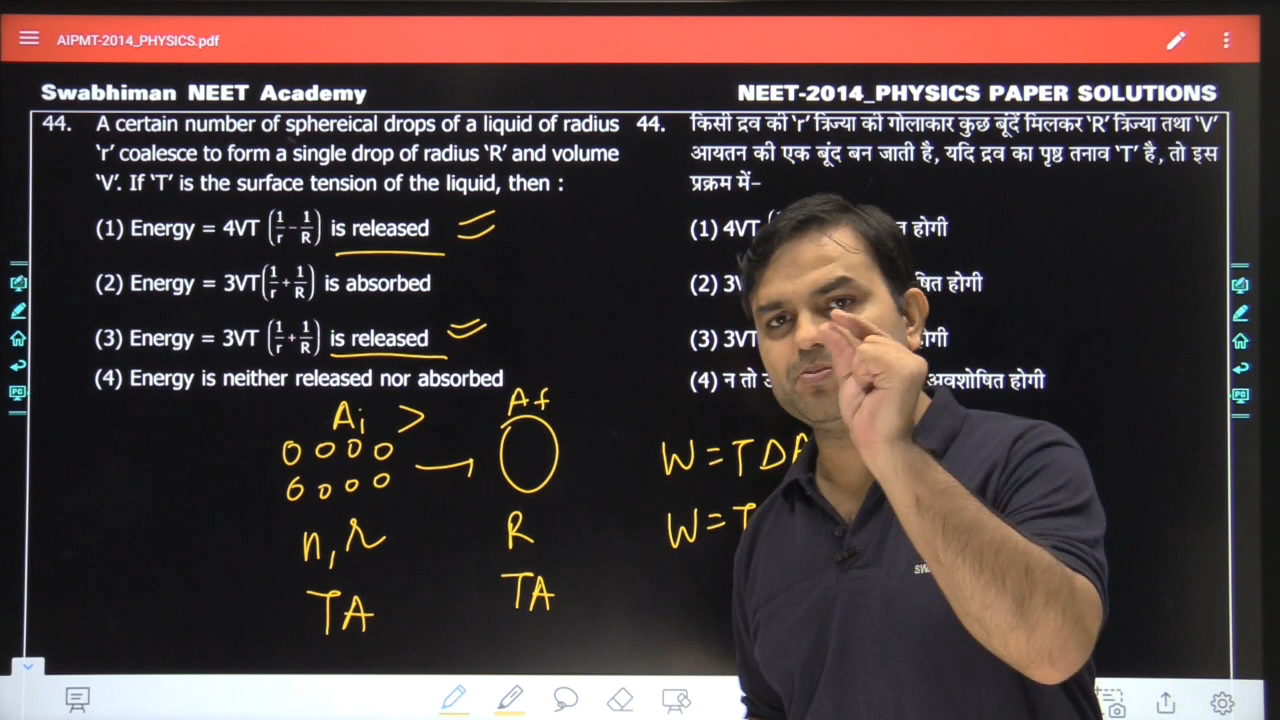 AIPMT-2014_PHYSICS.pdf
Swabhiman NEET Academy
NEET-2014_PHYSICS PAPER SOLUTIONS
44. A certain number of sphereical drops of a liquid of radius
'r' coalesce to form a single drop of radius 'R' and volume
'V'. If 'T' is the surface tension of the liquid, then :
(1) Energy = 4VT (1/r - 1/R) is released
(2) Energy = 3VT (1/r + 1/R) is absorbed
(3) Energy = 3VT (1/r + 1/R) is released
(4) Energy is neither released nor absorbed
44. किसी द्रव की 'r' त्रिज्या की गोलाकार कुछ बूंदें मिलकर 'R' त्रिज्या तथा 'V'
आयतन की एक बूंद बन जाती है, यदि द्रव का पृष्ठ तनाव 'T' है, तो इस
प्रक्रम में–
(1) 4VT होगी
(2) होगी
(3) 3VT होगी
(4) न तो अवशोषित होगी
Ai > Af
n, r R
TA TA
W = T Δ
W = T
PC
PC